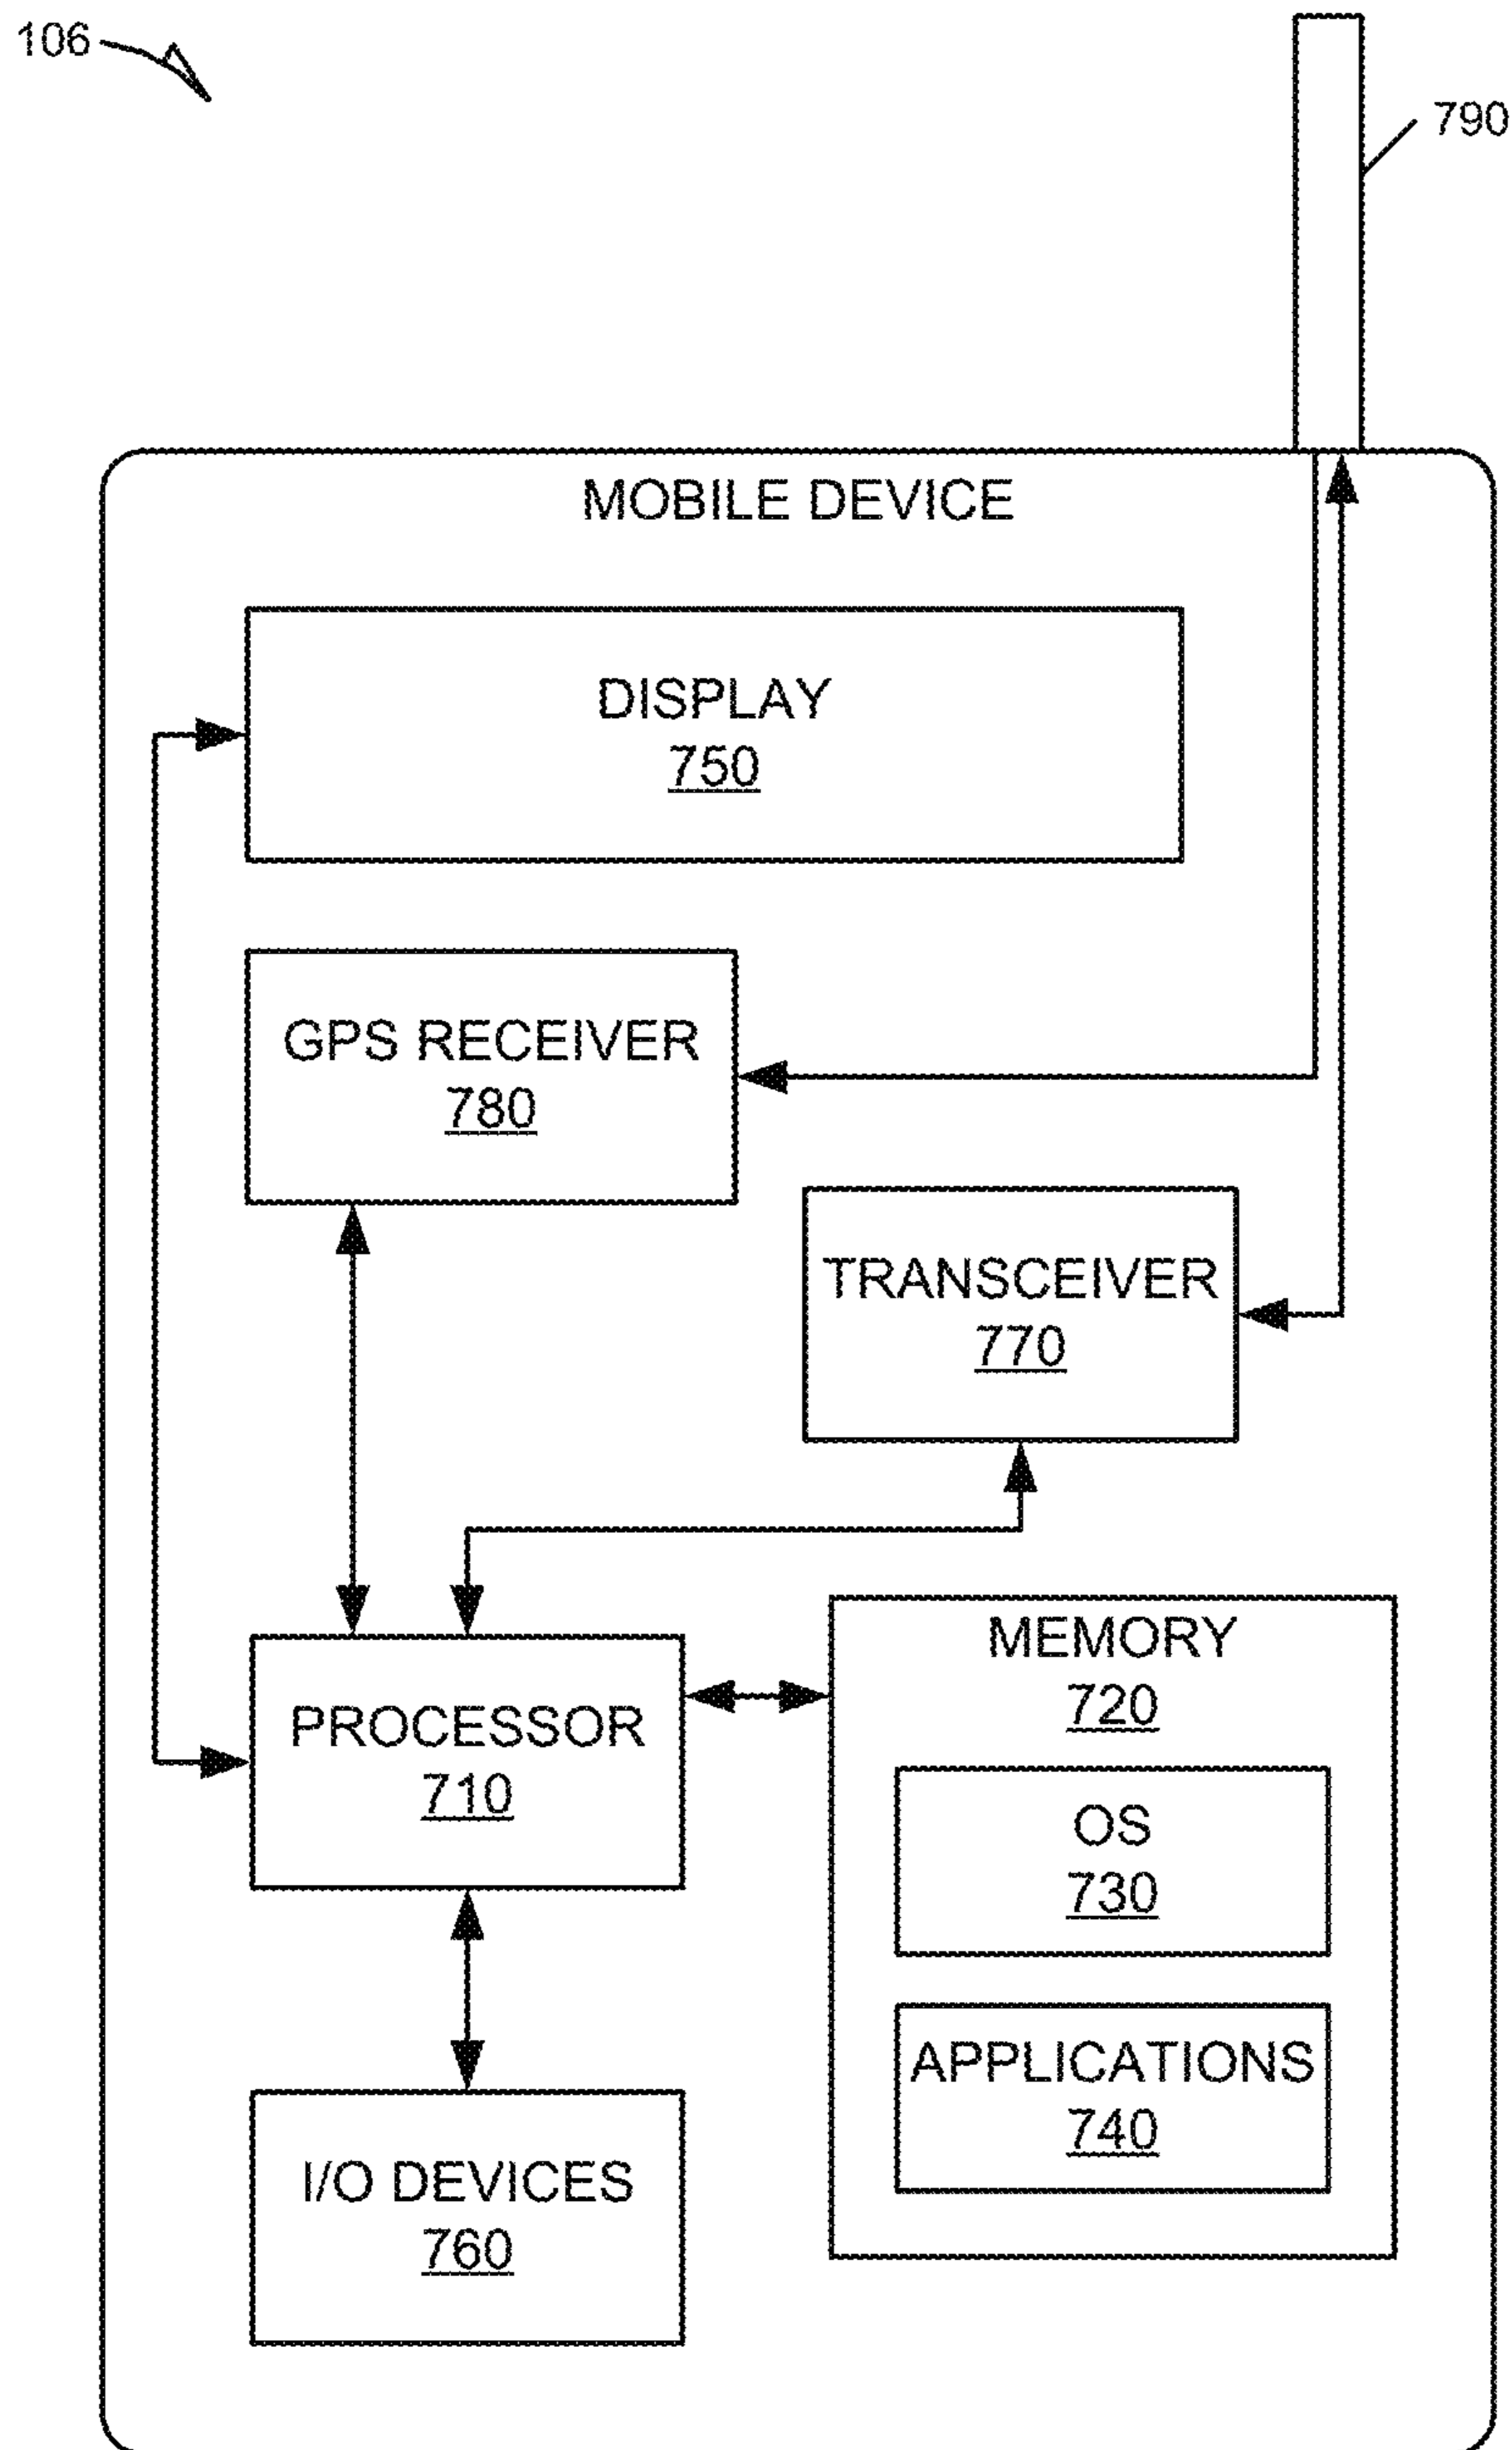 106
790
MOBILE DEVICE
DISPLAY
750
GPS RECEIVER
780
TRANSCEIVER
770
PROCESSOR
710
MEMORY
720
OS
730
APPLICATIONS
740
I/O DEVICES
760